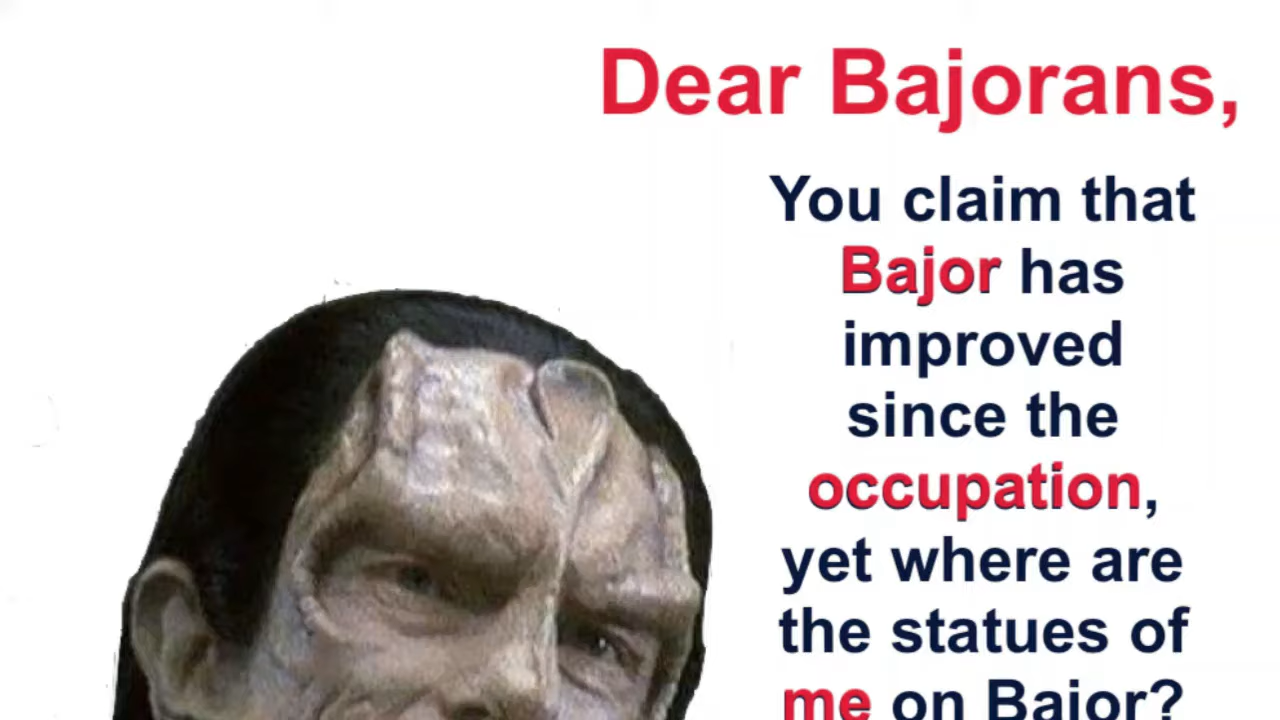 Dear Bajorans,
You claim that
Bajor has
improved
since the
occupation,
yet where are
the statues of
me on Bajor?